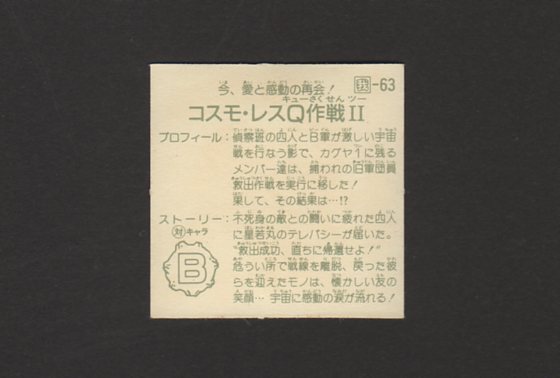 今、愛と感動の再会！
救-63
コスモ・レスQ作戦II
プロフィール：偵察班の四人とB軍が激しい宇宙
戦を行なう影で、カグヤ1に残る
メンバー達は、捕われの旧軍団員
救出作戦を実行に移した！
果して、その結果は…!?
ストーリー：不死身の敵との闘いに疲れた四人
対キャラ
に星若丸のテレパシーが届いた。
"救出成功、直ちに帰還せよ！"
B
危うい所で戦線を離脱、戻った彼
らを迎えたモノは、懐かしい友の
笑顔… 宇宙に感動の涙が流れる！